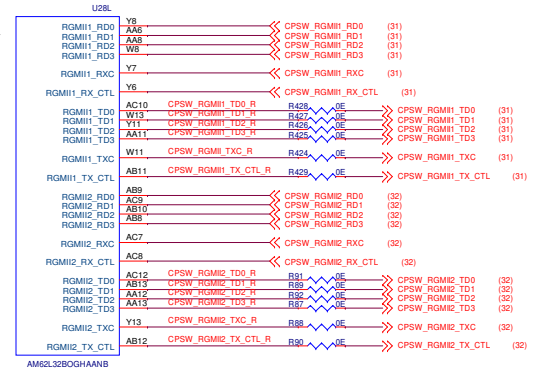 U28L
RGMII1_RD0 Y8 CPSW_RGMII1_RD0 (31)
RGMII1_RD1 AA6 CPSW_RGMII1_RD1 (31)
RGMII1_RD2 AA8 CPSW_RGMII1_RD2 (31)
RGMII1_RD3 W8 CPSW_RGMII1_RD3 (31)
RGMII1_RXC Y7 CPSW_RGMII1_RXC (31)
RGMII1_RX_CTL Y6 CPSW_RGMII1_RX_CTL (31)
RGMII1_TD0 AC10 CPSW_RGMII1_TD0_R R428 0E CPSW_RGMII1_TD0 (31)
RGMII1_TD1 W13 CPSW_RGMII1_TD1_R R427 0E CPSW_RGMII1_TD1 (31)
RGMII1_TD2 Y11 CPSW_RGMII1_TD2_R R426 0E CPSW_RGMII1_TD2 (31)
RGMII1_TD3 AA11 CPSW_RGMII1_TD3_R R425 0E CPSW_RGMII1_TD3 (31)
RGMII1_TXC W11 CPSW_RGMII_TXC_R R424 0E CPSW_RGMII1_TXC (31)
RGMII1_TX_CTL AB11 CPSW_RGMII1_TX_CTL_R R429 0E CPSW_RGMII1_TX_CTL (31)
RGMII2_RD0 AB9 CPSW_RGMII2_RD0 (32)
RGMII2_RD1 AC9 CPSW_RGMII2_RD1 (32)
RGMII2_RD2 AB10 CPSW_RGMII2_RD2 (32)
RGMII2_RD3 AB8 CPSW_RGMII2_RD3 (32)
RGMII2_RXC AC7 CPSW_RGMII2_RXC (32)
RGMII2_RX_CTL AC8 CPSW_RGMII2_RX_CTL (32)
RGMII2_TD0 AC12 CPSW_RGMII2_TD0_R R91 0E CPSW_RGMII2_TD0 (32)
RGMII2_TD1 AB13 CPSW_RGMII2_TD1_R R89 0E CPSW_RGMII2_TD1 (32)
RGMII2_TD2 AA12 CPSW_RGMII2_TD2_R R92 0E CPSW_RGMII2_TD2 (32)
RGMII2_TD3 AA13 CPSW_RGMII2_TD3_R R87 0E CPSW_RGMII2_TD3 (32)
RGMII2_TXC Y13 CPSW_RGMII2_TXC_R R88 0E CPSW_RGMII2_TXC (32)
RGMII2_TX_CTL AB12 CPSW_RGMII2_TX_CTL_R R90 0E CPSW_RGMII2_TX_CTL (32)
AM62L32BOGHAANB